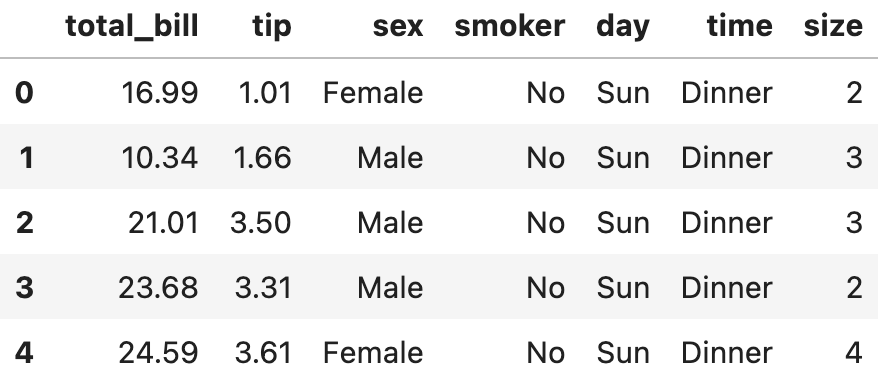 total_bill tip sex smoker day time size
0 16.99 1.01 Female No Sun Dinner 2
1 10.34 1.66 Male No Sun Dinner 3
2 21.01 3.50 Male No Sun Dinner 3
3 23.68 3.31 Male No Sun Dinner 2
4 24.59 3.61 Female No Sun Dinner 4